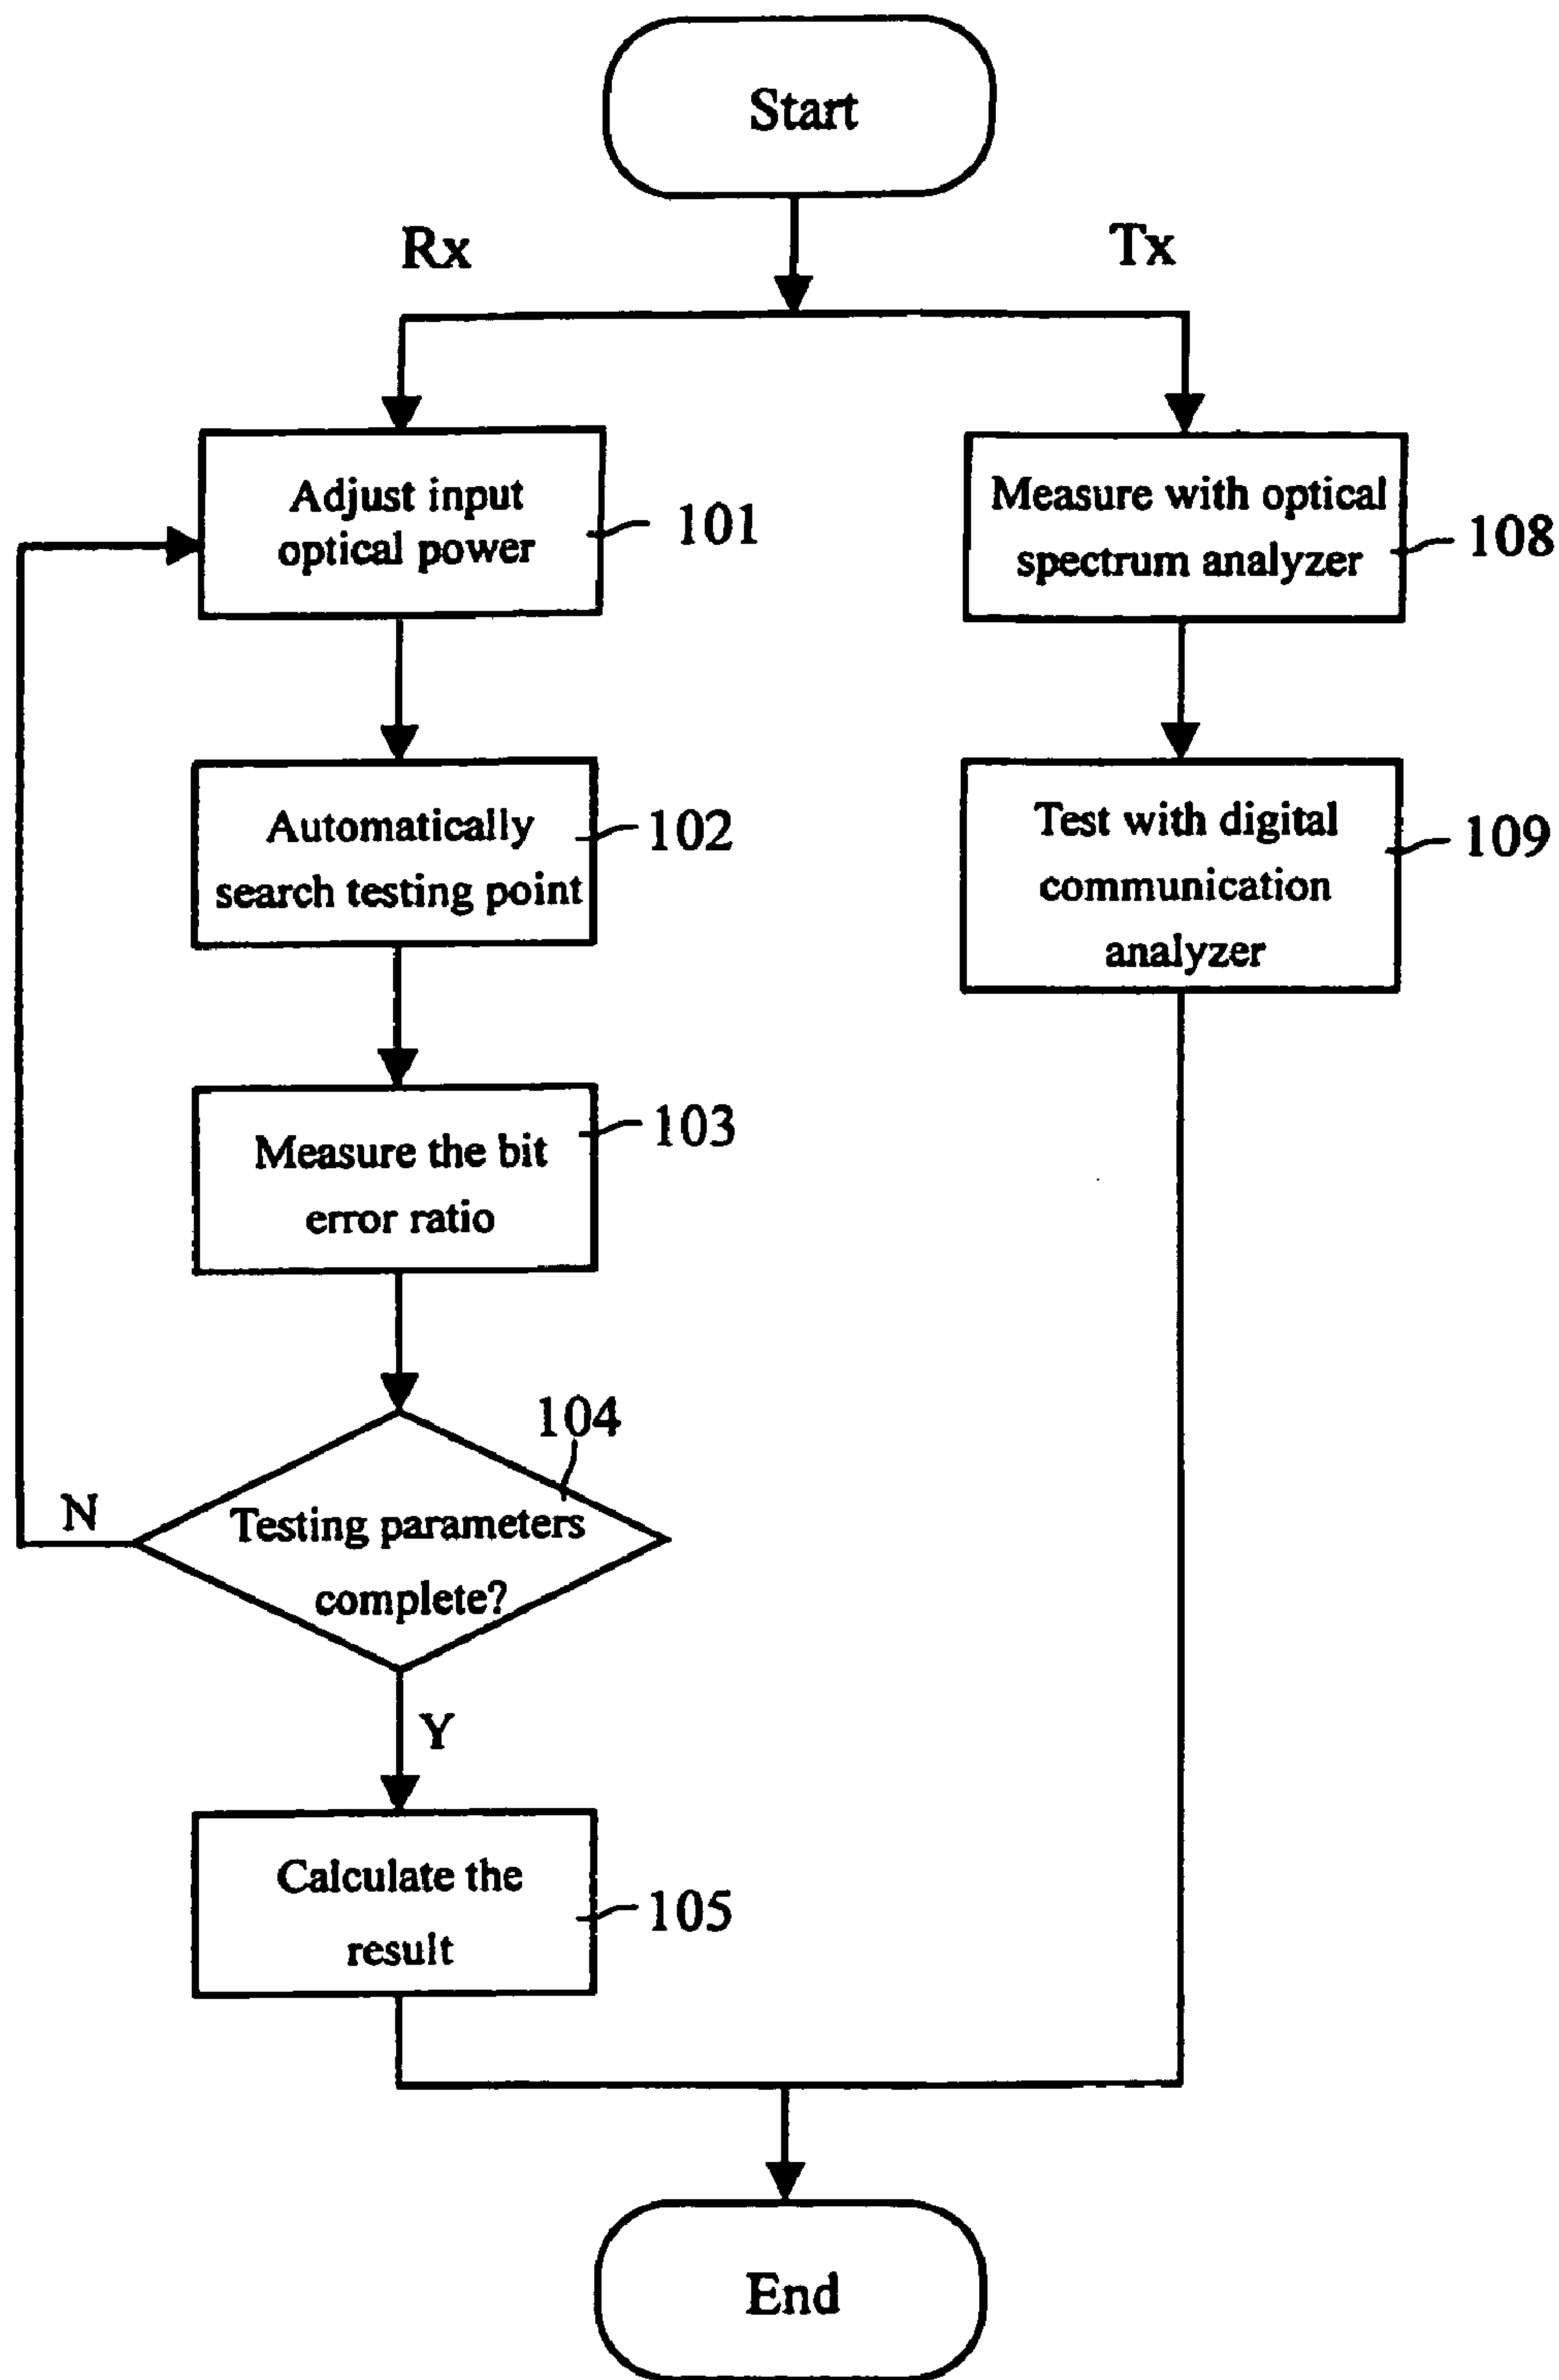 Start
Rx
Tx
Adjust input
optical power
101
Measure with optical
spectrum analyzer
108
Automatically
search testing point
102
Test with digital
communication
analyzer
109
Measure the bit
error ratio
103
104
Testing parameters
complete?
N
Y
Calculate the
result
105
End